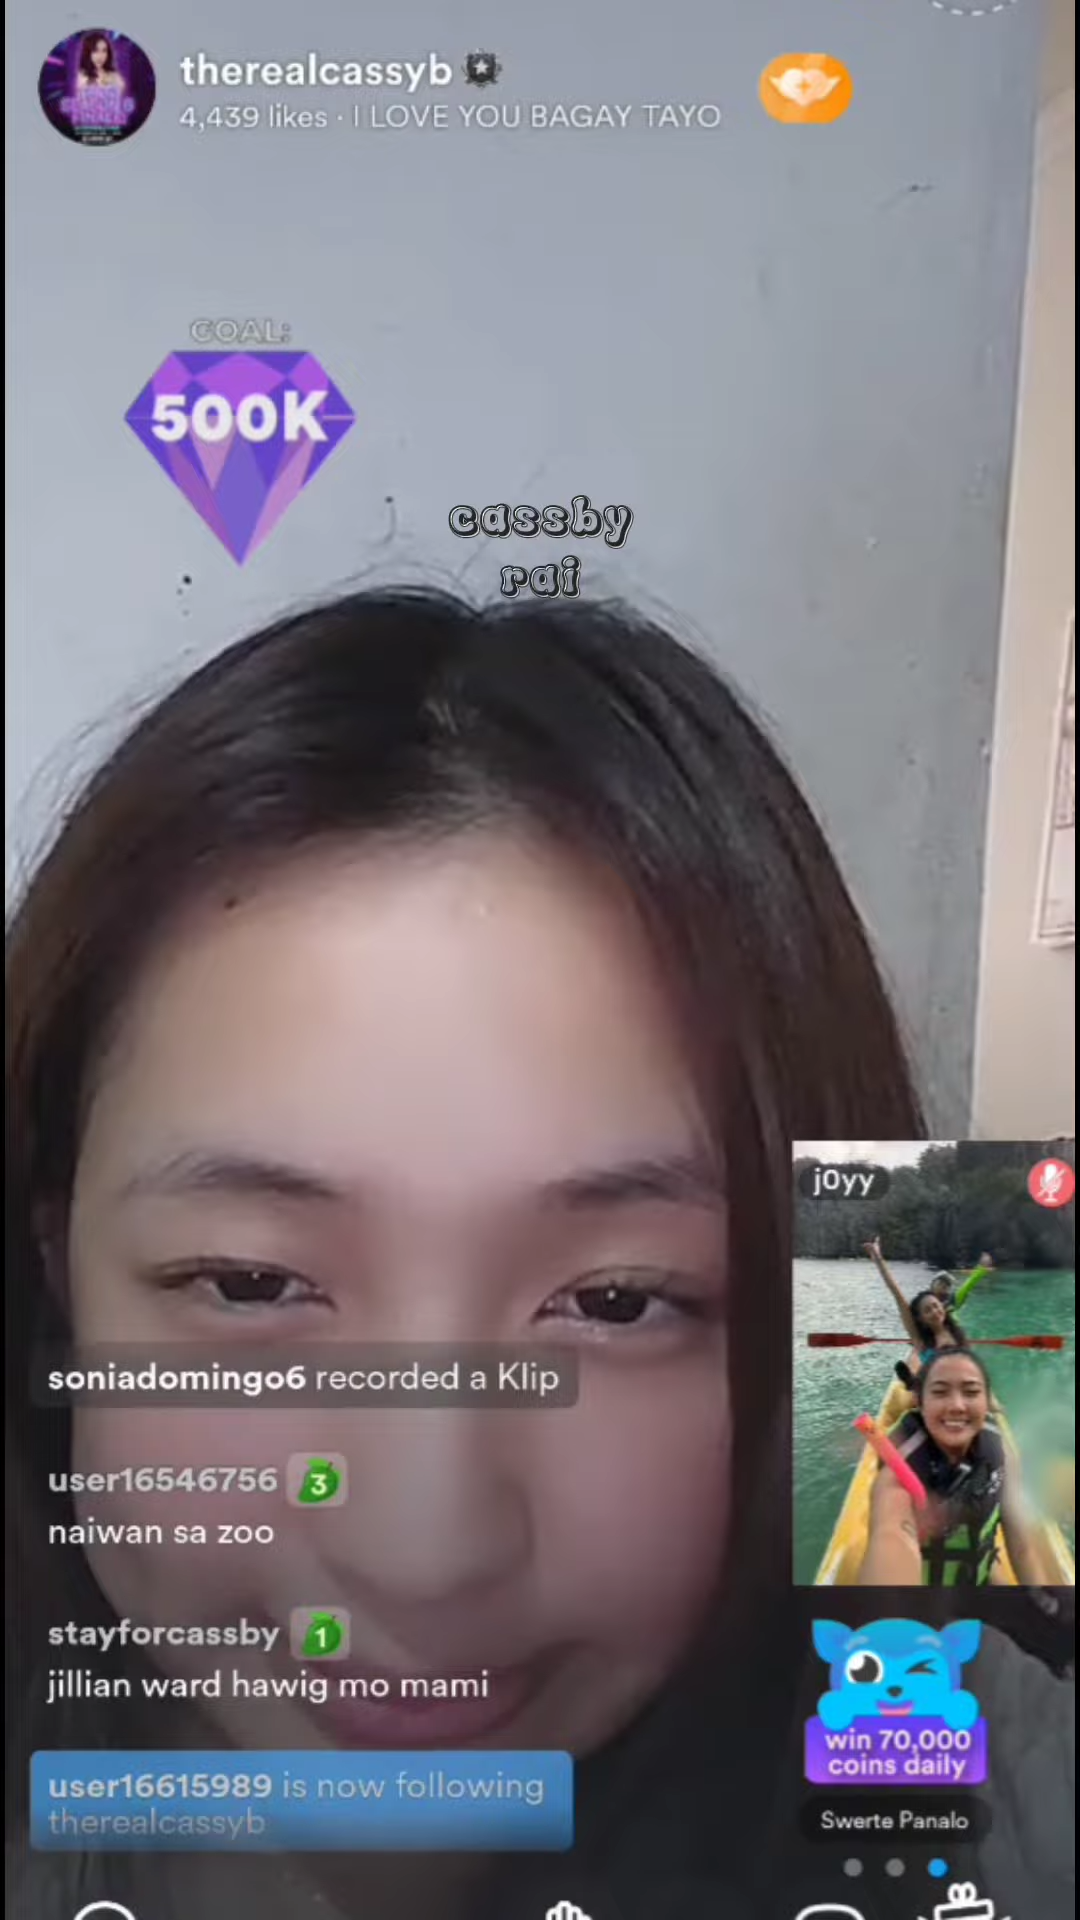 therealcassyb
4,439 likes · I LOVE YOU BAGAY TAYO
GOAL:
500K
cassby
rai
j0yy
soniadomingo6 recorded a Klip
user16546756 3
naiwan sa zoo
stayforcassby 1
jillian ward hawig mo mami
user16615989 is now following
therealcassyb
win 70,000
coins daily
Swerte Panalo